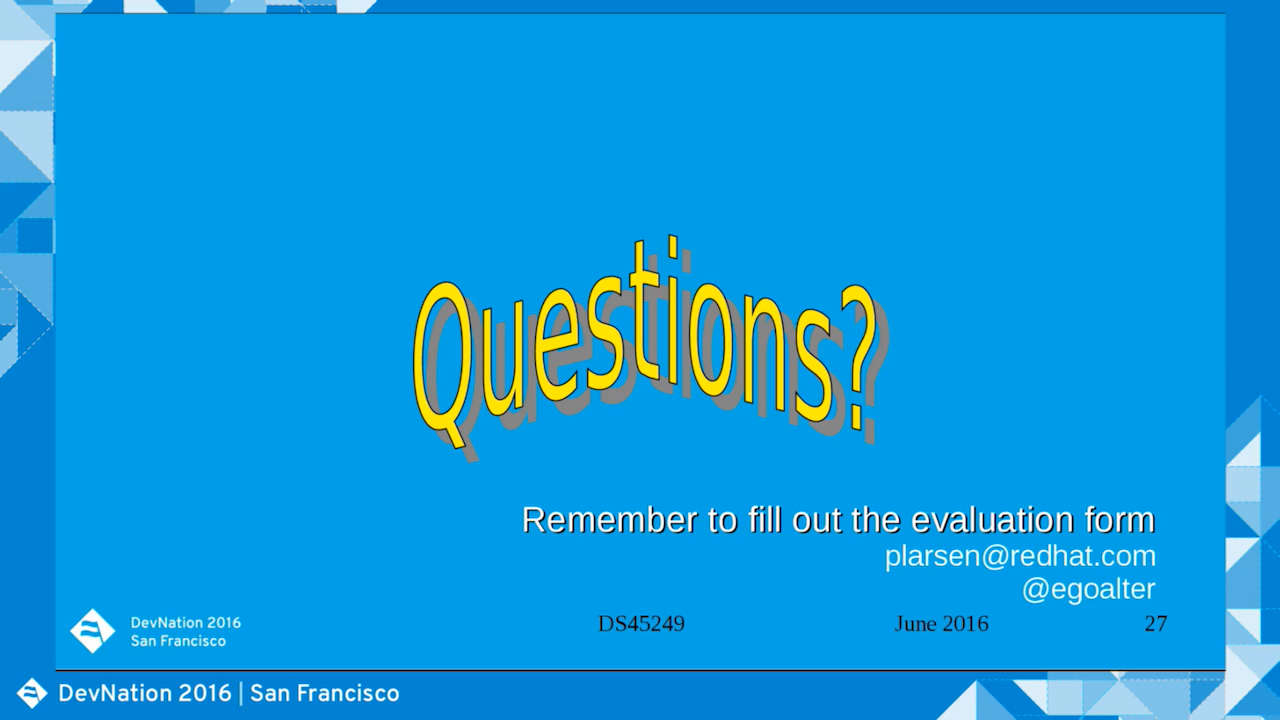 Questions?
Remember to fill out the evaluation form
plarsen@redhat.com
@egoalter
DevNation 2016
San Francisco
DS45249
June 2016
27
DevNation 2016 | San Francisco